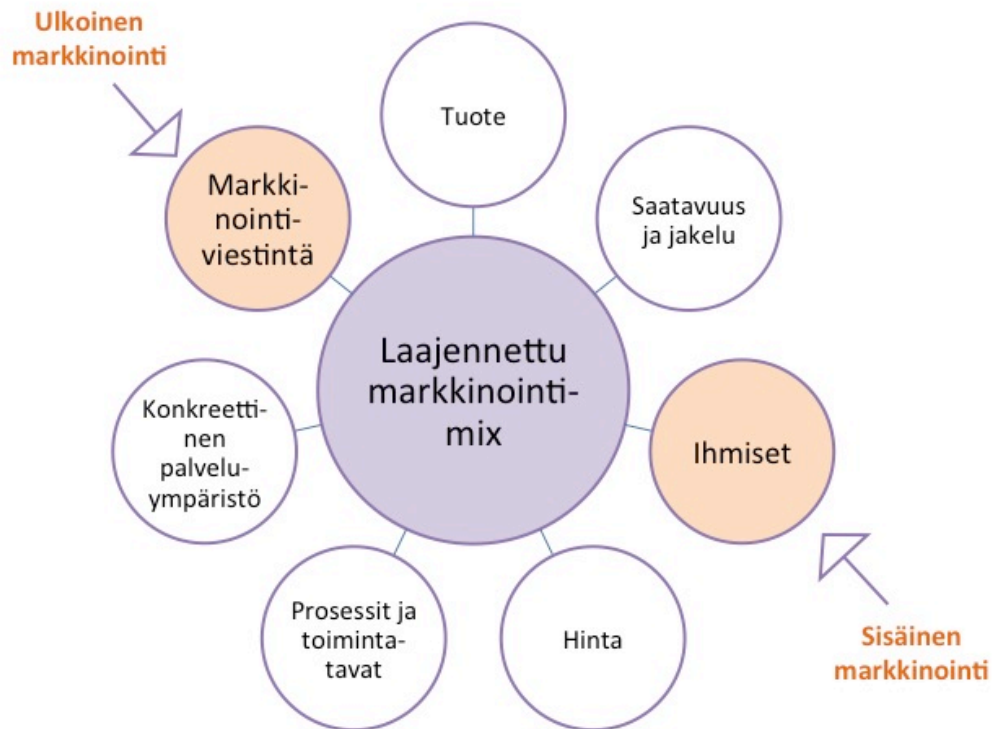 Ulkoinen
markkinointi
Tuote
Markki-
nointi-
viestintä
Saatavuus
ja jakelu
Laajennettu
markkinointi-
mix
Konkreetti-
nen
palvelu-
ympäristö
Ihmiset
Prosessit ja
toiminta-
tavat
Hinta
Sisäinen
markkinointi